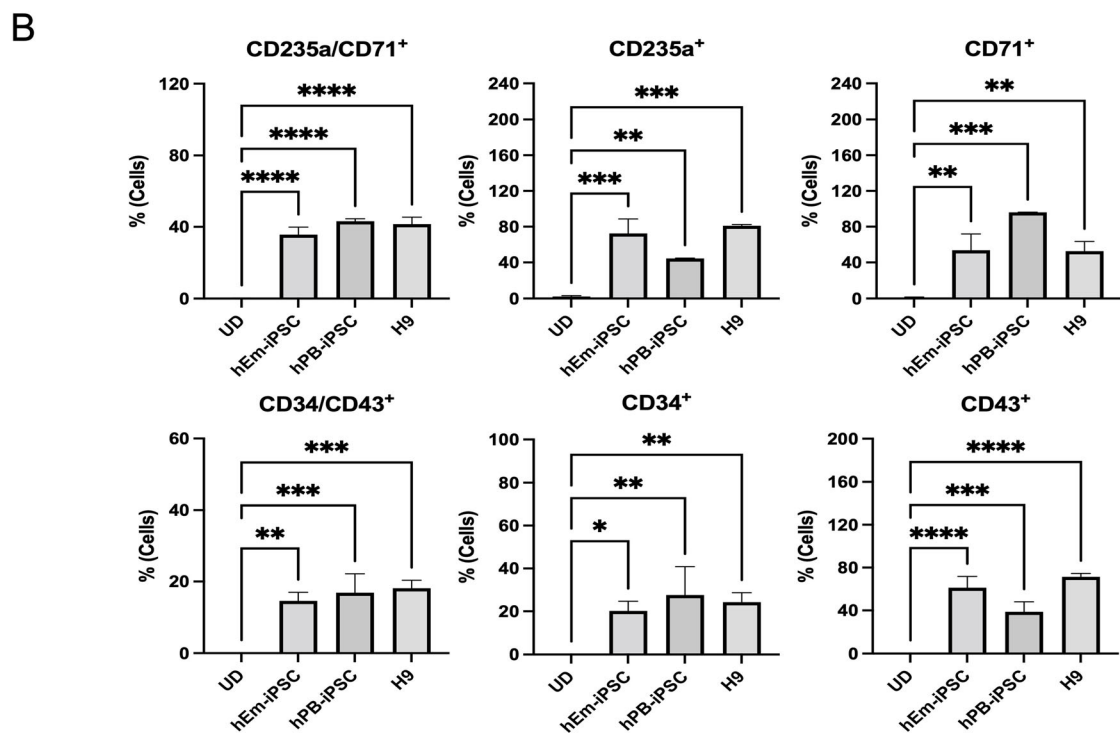 B
CD235a/CD71+
% (Cells)
120
80
40
0
****
****
****
UD
hEm-iPSC
hPB-iPSC
H9
CD235a+
% (Cells)
240
200
160
120
80
40
0
***
**
***
UD
hEm-iPSC
hPB-iPSC
H9
CD71+
% (Cells)
240
200
160
120
80
40
0
**
***
**
UD
hEm-iPSC
hPB-iPSC
H9
CD34/CD43+
% (Cells)
60
40
20
0
***
***
**
UD
hEm-iPSC
hPB-iPSC
H9
CD34+
% (Cells)
100
80
60
40
20
0
**
**
*
UD
hEm-iPSC
hPB-iPSC
H9
CD43+
% (Cells)
200
160
120
80
40
0
****
***
****
UD
hEm-iPSC
hPB-iPSC
H9